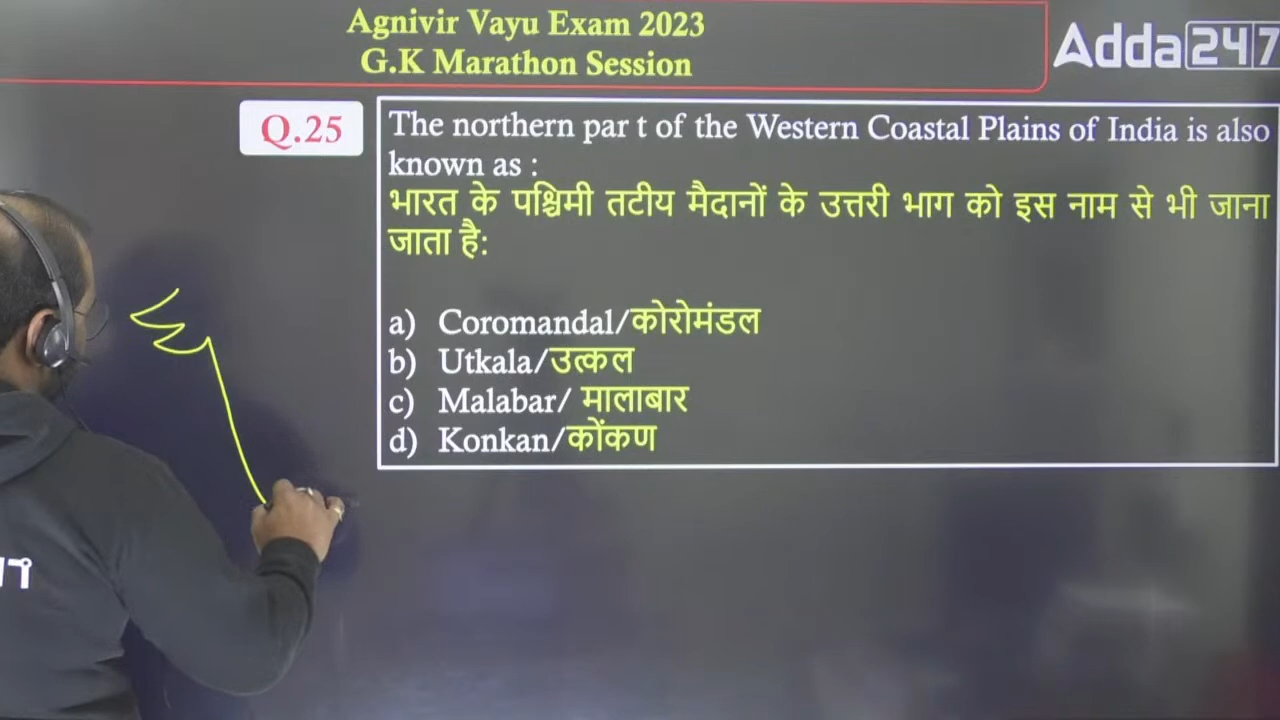 Agnivir Vayu Exam 2023
G.K Marathon Session
Adda247
Q.25
The northern par t of the Western Coastal Plains of India is also
known as :
भारत के पश्चिमी तटीय मैदानों के उत्तरी भाग को इस नाम से भी जाना
जाता है:
a) Coromandal/कोरोमंडल
b) Utkala/उत्कल
c) Malabar/ मालाबार
d) Konkan/कोंकण